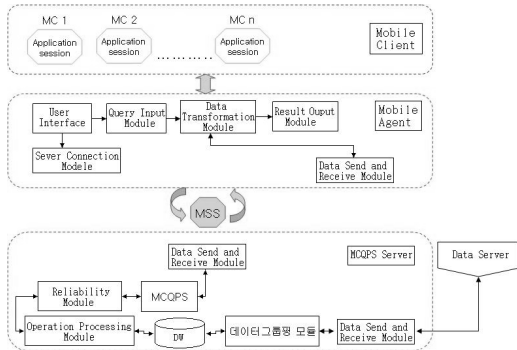 MC 1
MC 2
MC n
Application
session
Application
session
............
Application
session
Mobile
Client
User
Interface
Query Input
Module
Data
Transformation
Module
Result Ouput
Module
Mobile
Agent
Sever Connection
Modele
Data Send and
Receive Module
MSS
Data Send and
Receive Module
MCQPS Server
Data Server
Reliability
Module
MCQPS
Operation Processing
Module
DW
데이터그룹핑 모듈
Data Send and
Receive Module